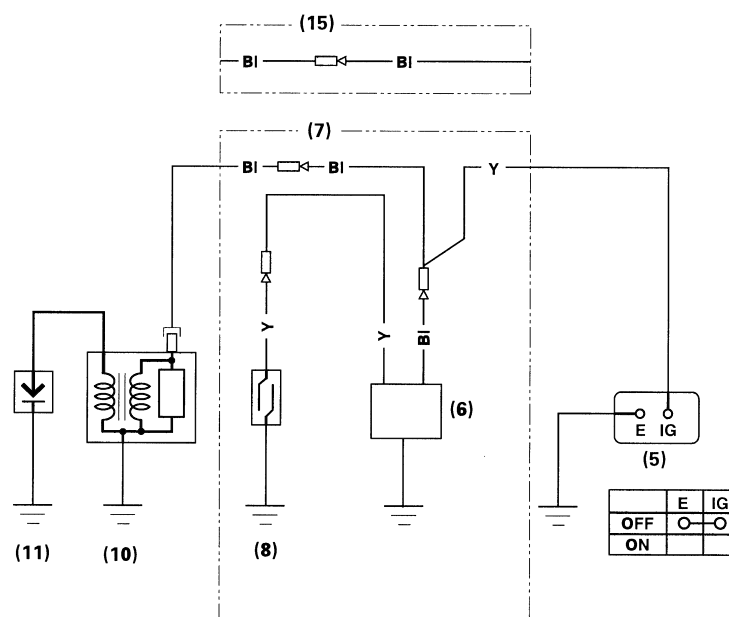 (15)
Bl Bl
(7)
Bl Bl Y
Y Y Bl
(6)
E IG
(5)
E IG
OFF
ON
(11) (10) (8)